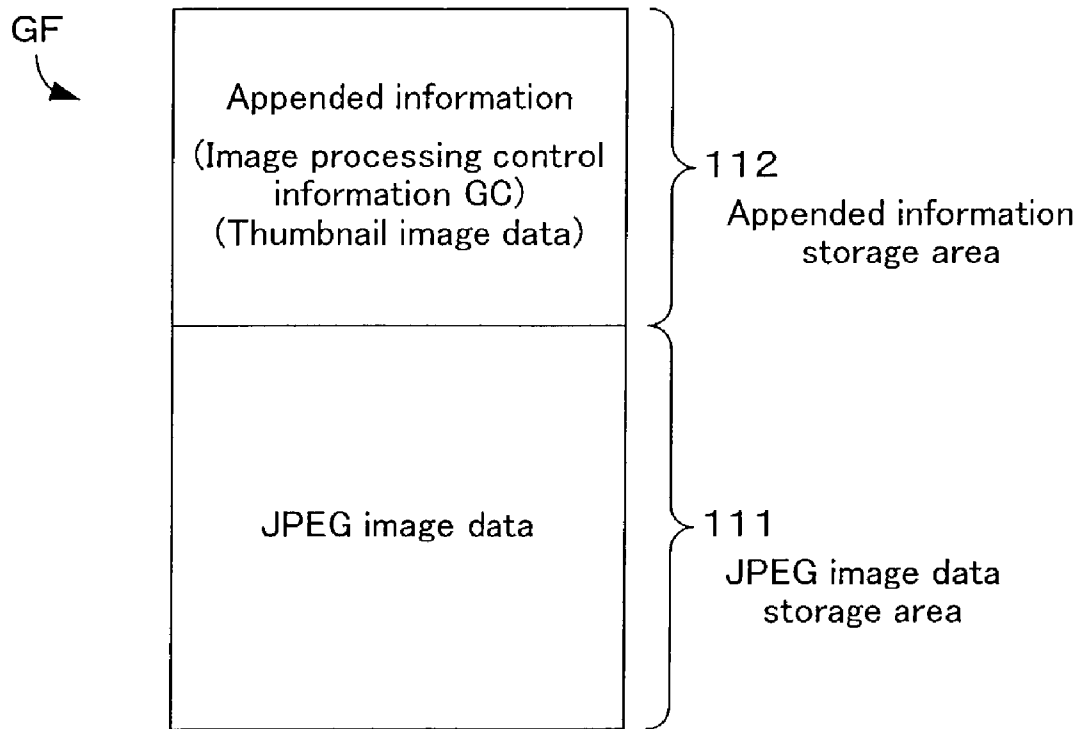 GF
Appended information
(Image processing control
information GC)
(Thumbnail image data)
112
Appended information
storage area
JPEG image data
111
JPEG image data
storage area